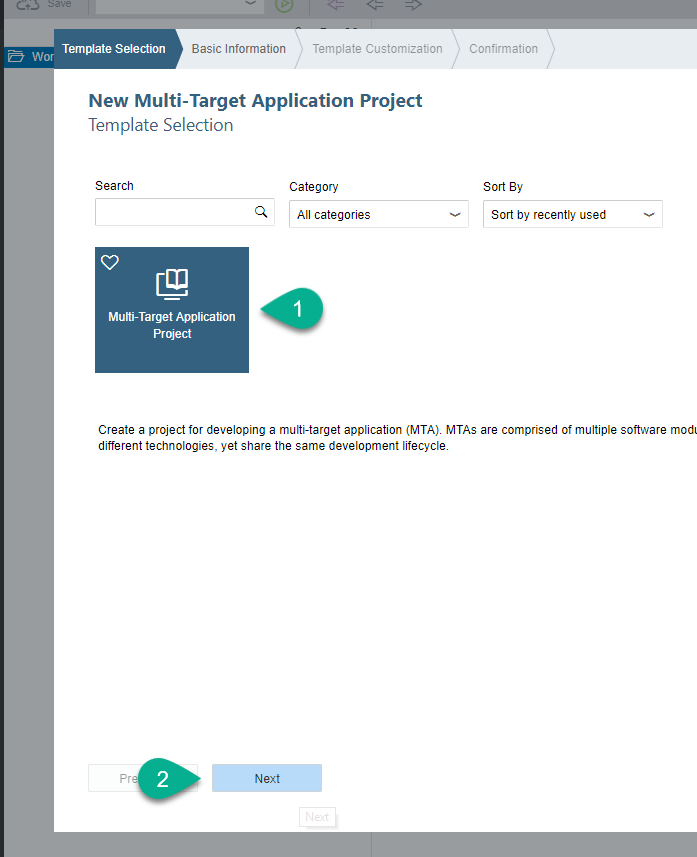 Save
Wor
Template Selection
Basic Information
Template Customization
Confirmation
New Multi-Target Application Project
Template Selection
Search
Category
Sort By
All categories
Sort by recently used
Multi-Target Application
Project
1
Create a project for developing a multi-target application (MTA). MTAs are comprised of multiple software modu
different technologies, yet share the same development lifecycle.
Pre
2
Next
Next